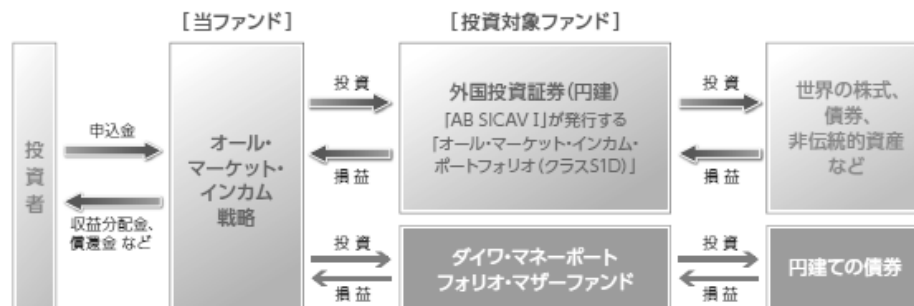 [当ファンド]
[投資対象ファンド]
投資者
申込金
収益分配金、
償還金 など
オール・
マーケット・
インカム
戦略
投 資
損 益
外国投資証券(円建)
「AB SICAV I」が発行する
「オール・マーケット・インカム・
ポートフォリオ(クラスS1D)」
投 資
損 益
世界の株式、
債券、
非伝統的資産
など
投 資
損 益
ダイワ・マネーポート
フォリオ・マザーファンド
投 資
損 益
円建ての債券